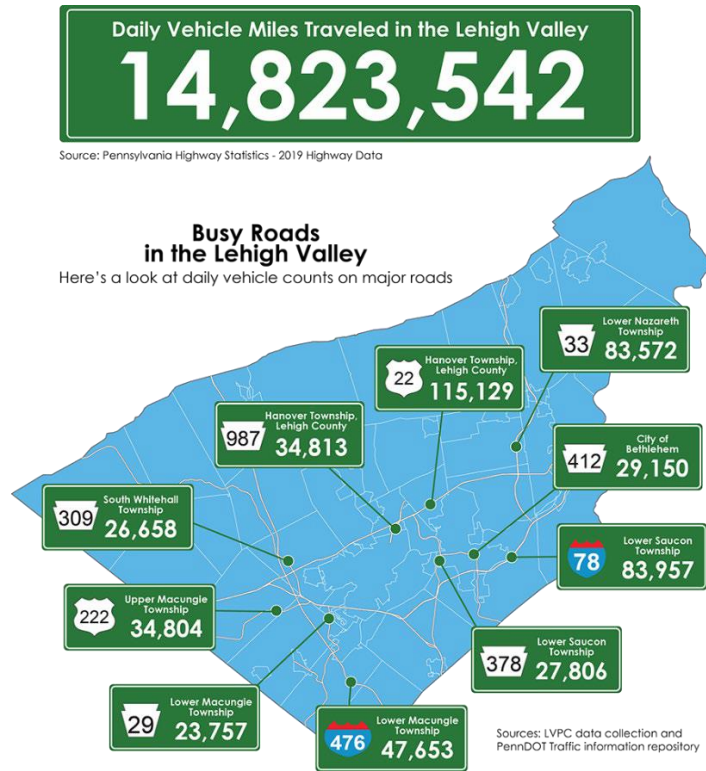 Daily Vehicle Miles Traveled in the Lehigh Valley
14,823,542
Source: Pennsylvania Highway Statistics - 2019 Highway Data
Busy Roads
in the Lehigh Valley
Here's a look at daily vehicle counts on major roads
33
Lower Nazareth
Township
83,572
22
Hanover Township,
Lehigh County
115,129
987
Hanover Township,
Lehigh County
34,813
412
City of
Bethlehem
29,150
309
South Whitehall
Township
26,658
78
Lower Saucon
Township
83,957
222
Upper Macungie
Township
34,804
378
Lower Saucon
Township
27,806
29
Lower Macungie
Township
23,757
476
Lower Macungie
Township
47,653
Sources: LVPC data collection and
PennDOT Traffic information repository